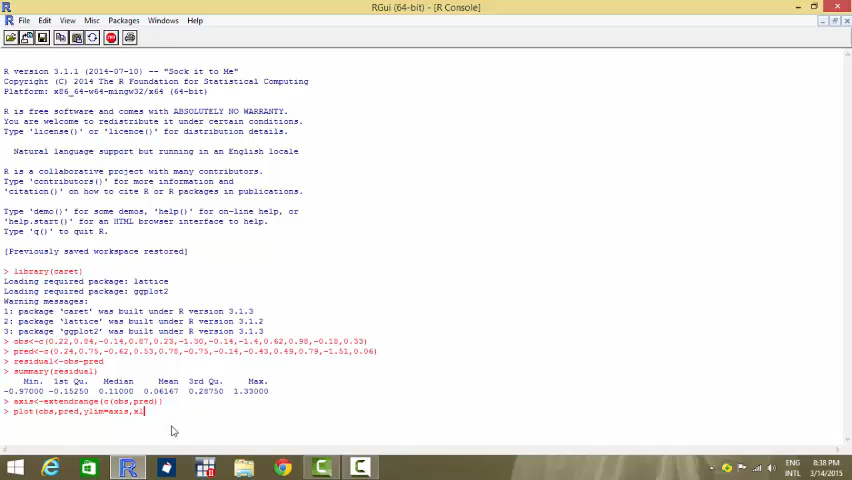 RGui (64-bit) - [R Console]
File Edit View Misc Packages Windows Help
STOP
R version 3.1.1 (2014-07-10) -- "Sock it to Me"
Copyright (C) 2014 The R Foundation for Statistical Computing
Platform: x86_64-w64-mingw32/x64 (64-bit)
R is free software and comes with ABSOLUTELY NO WARRANTY.
You are welcome to redistribute it under certain conditions.
Type 'license()' or 'licence()' for distribution details.
Natural language support but running in an English locale
R is a collaborative project with many contributors.
Type 'contributors()' for more information and
'citation()' on how to cite R or R packages in publications.
Type 'demo()' for some demos, 'help()' for on-line help, or
'help.start()' for an HTML browser interface to help.
Type 'q()' to quit R.
[Previously saved workspace restored]
> library(caret)
Loading required package: lattice
Loading required package: ggplot2
Warning messages:
1: package ‘caret’ was built under R version 3.1.3
2: package ‘lattice’ was built under R version 3.1.2
3: package ‘ggplot2’ was built under R version 3.1.3
> obs<-c(0.22,0.84,-0.14,0.87,0.23,-1.30,-0.14,-1.4,0.62,0.98,-0.18,0.53)
> pred<-c(0.24,0.75,-0.62,0.53,0.78,-0.75,-0.14,-0.43,0.49,0.79,-1.51,0.06)
> residual<-obs-pred
> summary(residual)
Min. 1st Qu. Median Mean 3rd Qu. Max.
-0.97000 -0.15250 0.11000 0.06167 0.28750 1.33000
> axis<-extendrange(c(obs,pred))
> plot(obs,pred,ylim=axis,xl
ENG 8:38 PM
INTL 3/14/2015